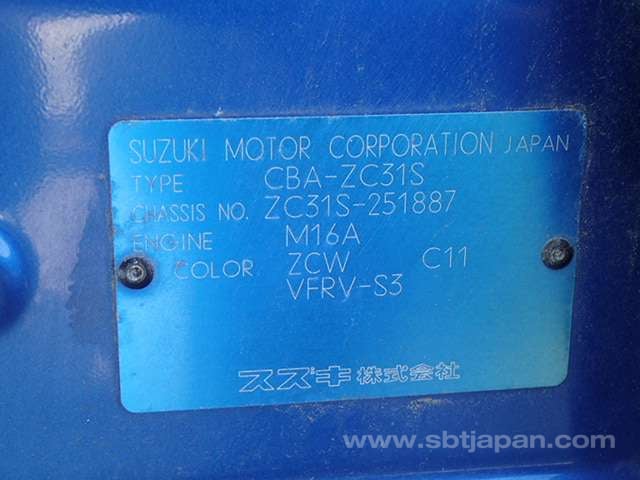 SUZUKI MOTOR CORPORATION JAPAN
TYPE CBA-ZC31S
CHASSIS NO. ZC31S-251887
ENGINE M16A
COLOR ZCW C11
VFRV-S3
スズキ株式会社
www.sbtjapan.com